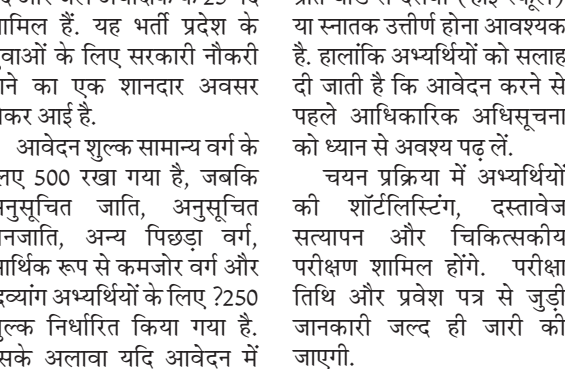 शामिल हैं. यह भर्ती प्रदेश के
युवाओं के लिए सरकारी नौकरी
का एक शानदार अवसर
आई है.
आवेदन शुल्क सामान्य वर्ग के
लिए 500 रखा गया है, जबकि
अनुसूचित जाति, अनुसूचित
जनजाति, अन्य पिछड़ा वर्ग,
आर्थिक रूप से कमजोर वर्ग और
दिव्यांग अभ्यर्थियों के लिए ?250
शुल्क निर्धारित किया गया है.
इसके अलावा यदि आवेदन में
या स्नातक उत्तीर्ण होना आवश्यक
है. हालांकि अभ्यर्थियों को सलाह
दी जाती है कि आवेदन करने से
पहले आधिकारिक अधिसूचना
को ध्यान से अवश्य पढ़ लें.
चयन प्रक्रिया में अभ्यर्थियों
की शॉर्टलिस्टिंग, दस्तावेज
सत्यापन और चिकित्सकीय
परीक्षण शामिल होंगे. परीक्षा
तिथि और प्रवेश पत्र से जुड़ी
जानकारी जल्द ही जारी की
जाएगी.